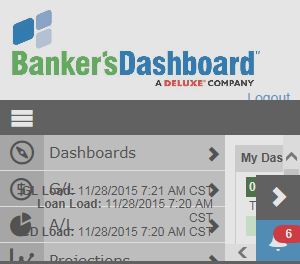 Banker's Dashboard™
A DELUXE® COMPANY
Logout
Dashboards
My Das
GL Load: 11/28/2015 7:21 AM CST
G/L
Loan Load: 11/28/2015 7:20 AM
CST
A/L
CD Load: 11/28/2015 7:20 AM CST
6
Projections